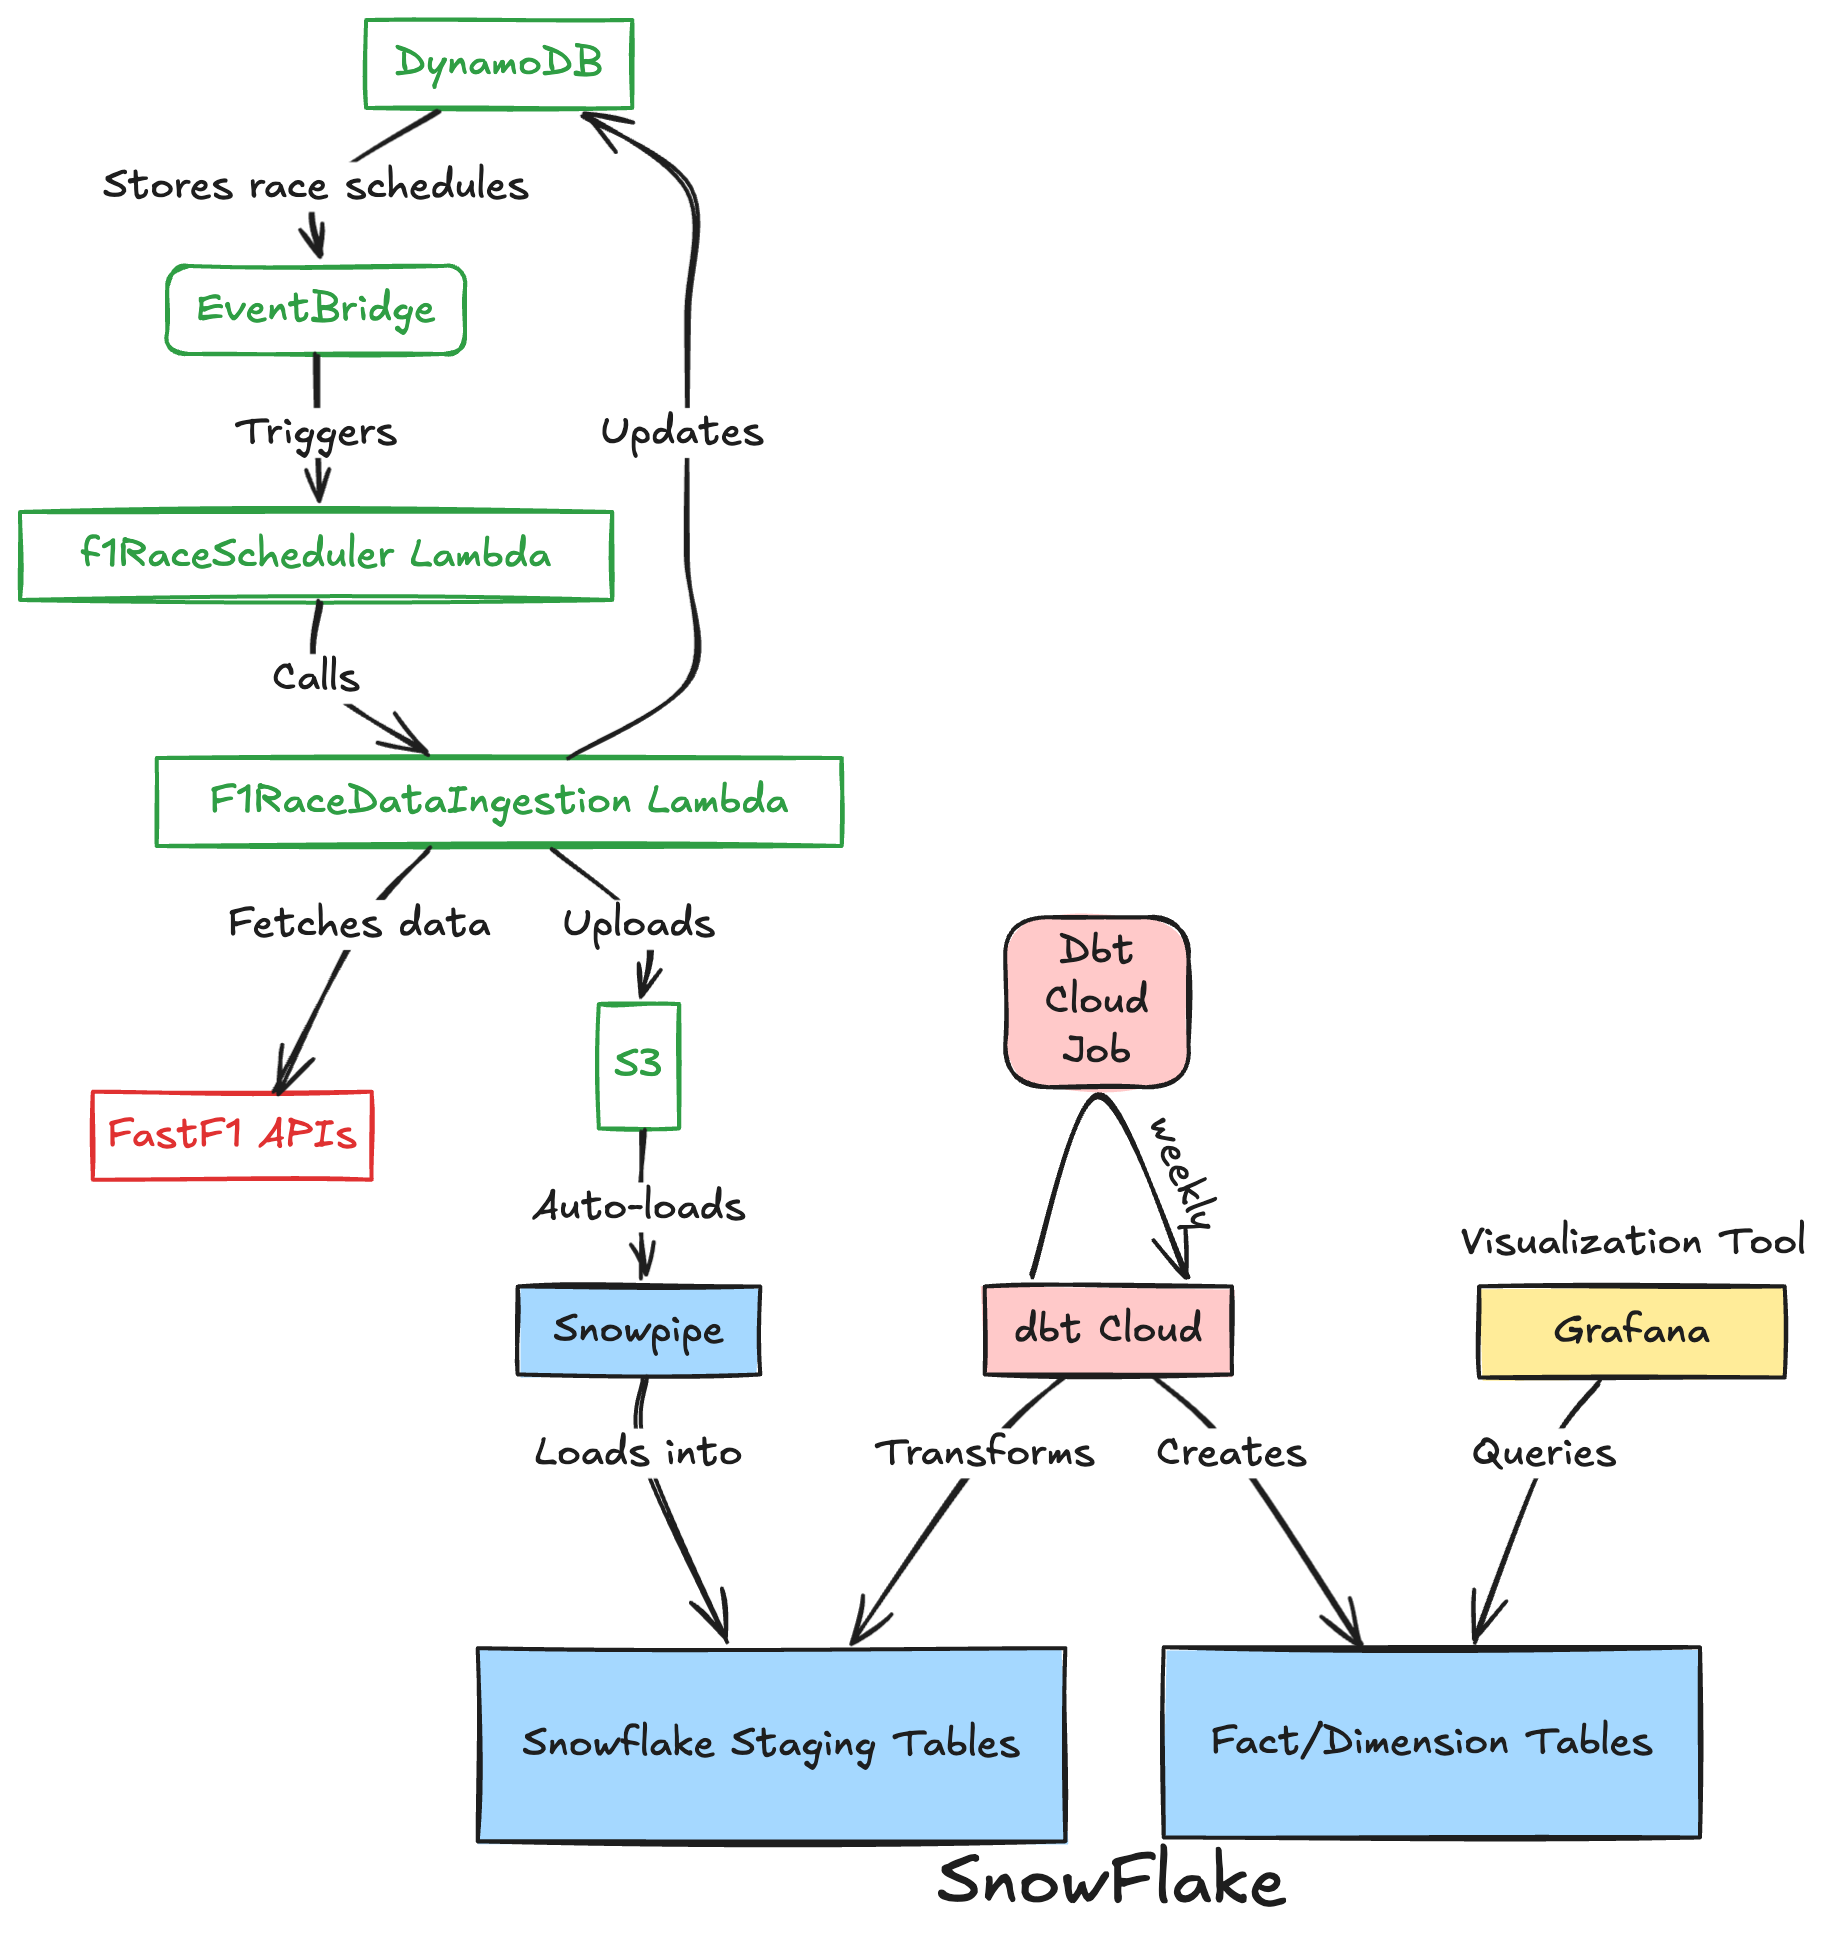 DynamoDB
Stores race schedules
EventBridge
Triggers
Updates
f1RaceScheduler Lambda
Calls
F1RaceDataIngestion Lambda
Fetches data
Uploads
Dbt
Cloud
Job
S3
FastF1 APIs
weekly
Auto-loads
Visualization Tool
Snowpipe
dbt Cloud
Grafana
Loads into
Transforms
Creates
Queries
Snowflake Staging Tables
Fact/Dimension Tables
SnowFlake